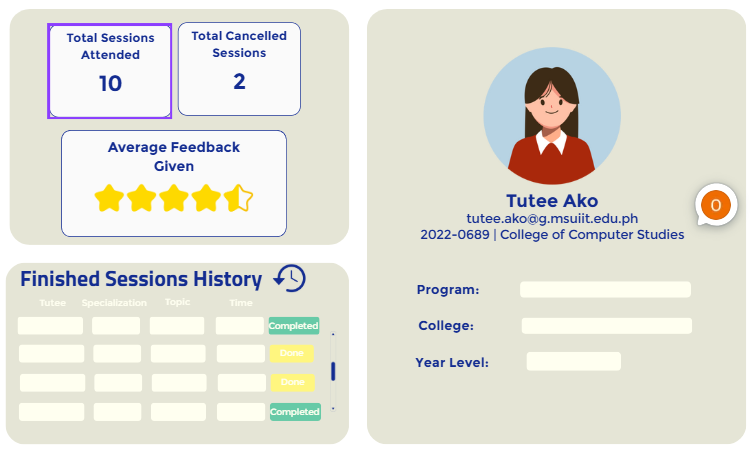 Total Sessions
Attended
10
Total Cancelled
Sessions
2
Average Feedback
Given
Finished Sessions History
Tutee Specialization Topic Time
Completed
Done
Done
Completed
Tutee Ako
tutee.ako@g.msuiit.edu.ph
2022-0689 | College of Computer Studies
0
Program:
College:
Year Level: